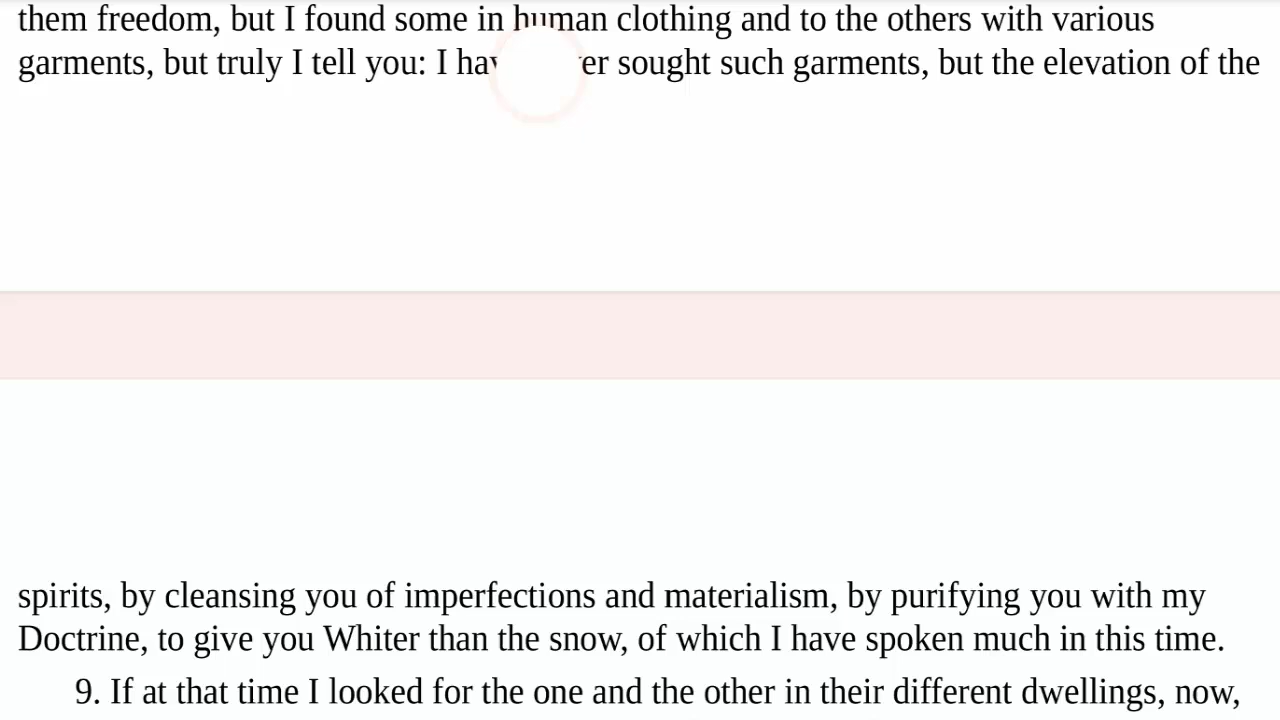 them freedom, but I found some in human clothing and to the others with various
garments, but truly I tell you: I sought such garments, but the elevation of the
spirits, by cleansing you of imperfections and materialism, by purifying you with my
Doctrine, to give you Whiter than the snow, of which I have spoken much in this time.
9. If at that time I looked for the one and the other in their different dwellings, now,